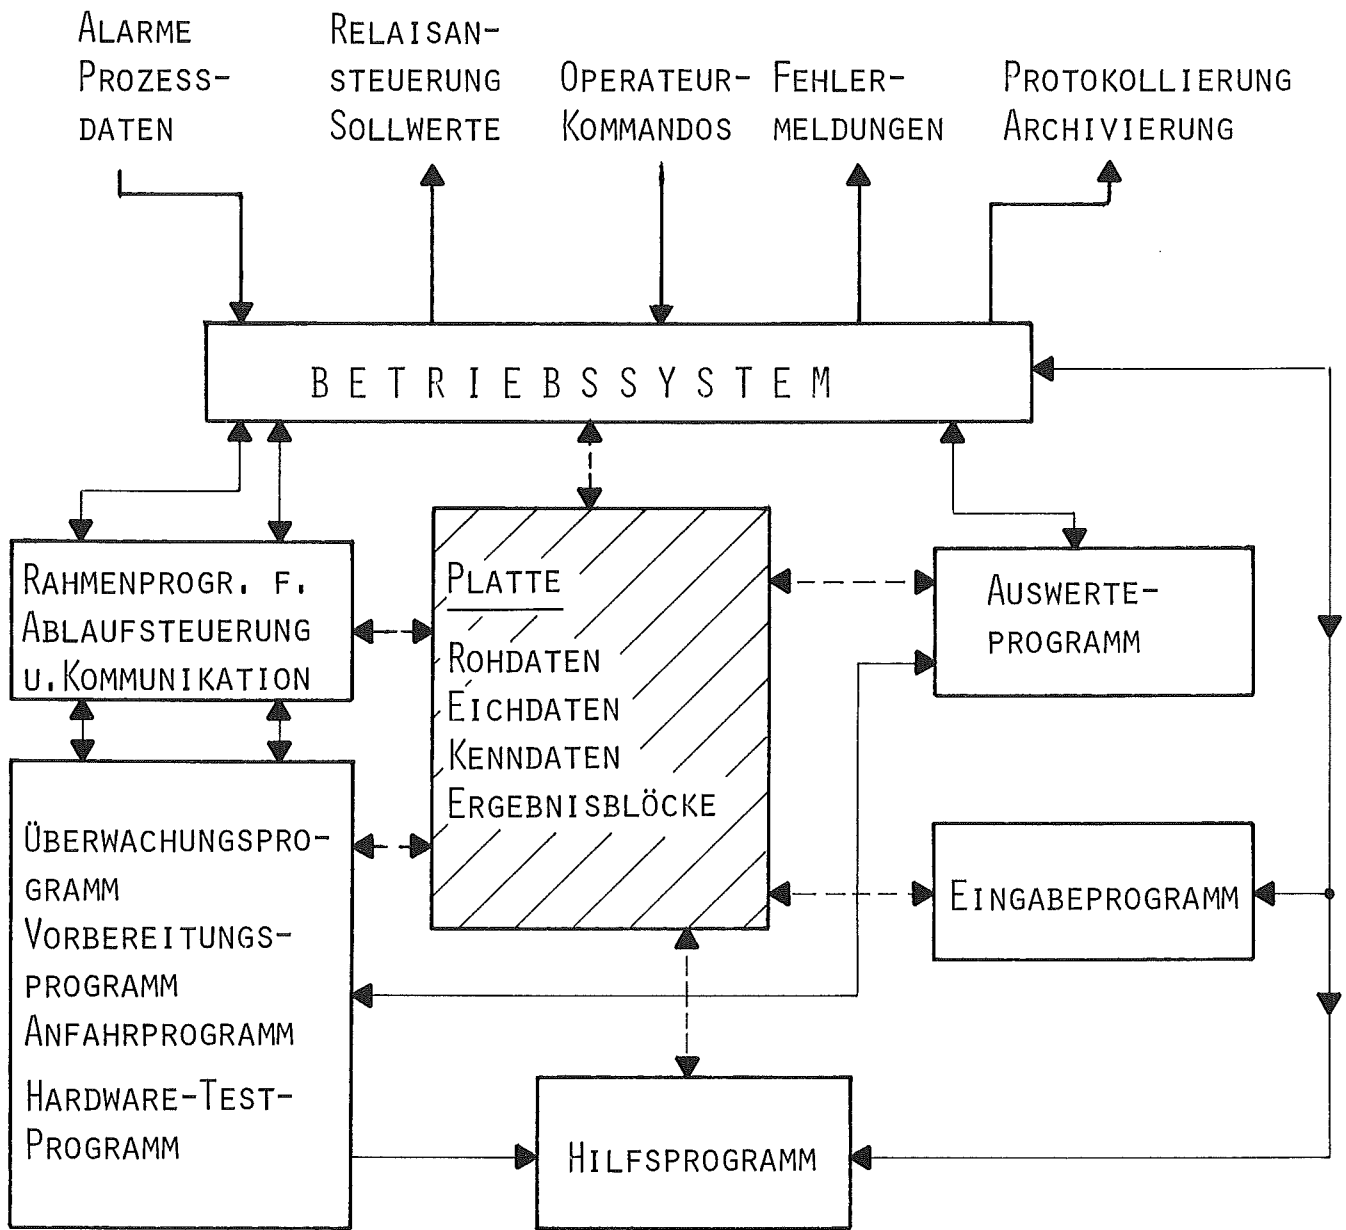 ALARME
PROZESS-
DATEN
RELAISAN-
STEUERUNG
SOLLWERTE
OPERATEUR-
KOMMANDOS
FEHLER-
MELDUNGEN
PROTOKOLLIERUNG
ARCHIVIERUNG
BETRIEBSSYSTEM
RAHMENPROGR. F.
ABLAUFSTEUERUNG
U.KOMMUNIKATION
PLATTE
ROHDATEN
EICHDATEN
KENNDATEN
ERGEBNISBLÖCKE
AUSWERTE-
PROGRAMM
ÜBERWACHUNGSPRO-
GRAMM
VORBEREITUNGS-
PROGRAMM
ANFAHRPROGRAMM
HARDWARE-TEST-
PROGRAMM
EINGABEPROGRAMM
HILFSPROGRAMM